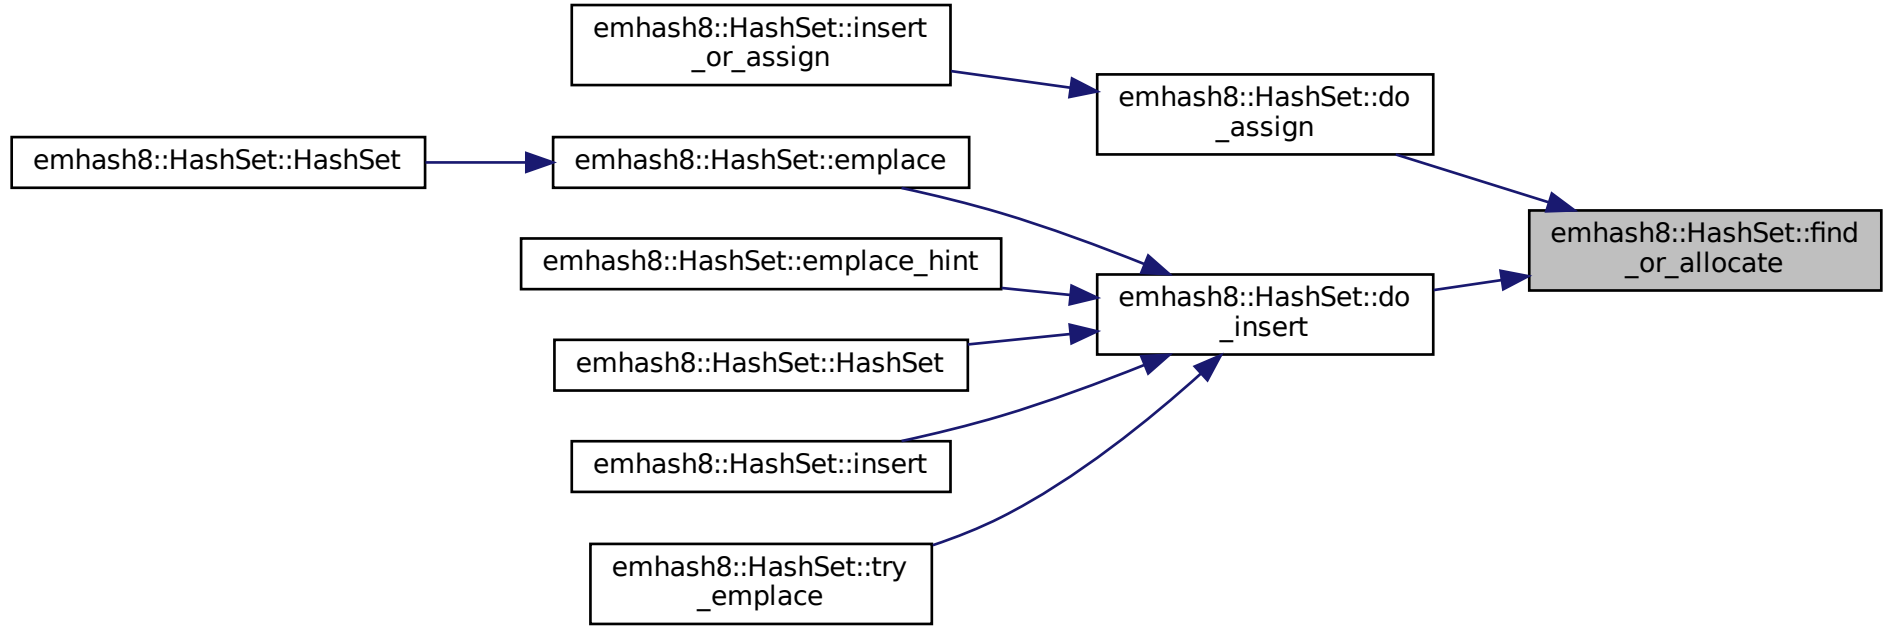 emhash8::HashSet::insert
_or_assign
emhash8::HashSet::do
_assign
emhash8::HashSet::HashSet
emhash8::HashSet::emplace
emhash8::HashSet::find
_or_allocate
emhash8::HashSet::emplace_hint
emhash8::HashSet::do
_insert
emhash8::HashSet::HashSet
emhash8::HashSet::insert
emhash8::HashSet::try
_emplace